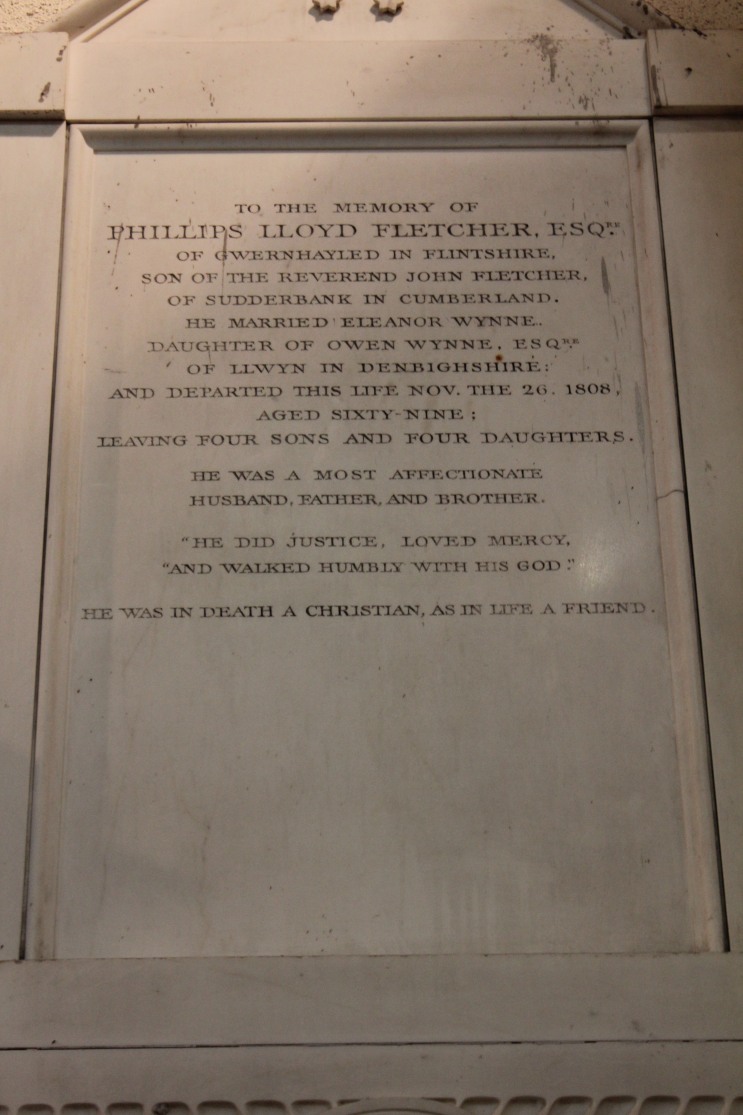 TO THE MEMORY OF
PHILLIPS LLOYD FLETCHER, ESQ.RE
OF GWERNHAYLED IN FLINTSHIRE,
SON OF THE REVEREND JOHN FLETCHER,
OF SUDDERBANK IN CUMBERLAND.
HE MARRIED ELEANOR WYNNE.
DAUGHTER OF OWEN WYNNE, ESQ.RE
OF LLWYN IN DENBIGHSHIRE:
AND DEPARTED THIS LIFE NOV. THE 26. 1808,
AGED SIXTY-NINE;
LEAVING FOUR SONS AND FOUR DAUGHTERS.
HE WAS A MOST AFFECTIONATE
HUSBAND, FATHER, AND BROTHER.
"HE DID JUSTICE, LOVED MERCY,
"AND WALKED HUMBLY WITH HIS GOD."
HE WAS IN DEATH A CHRISTIAN, AS IN LIFE A FRIEND.